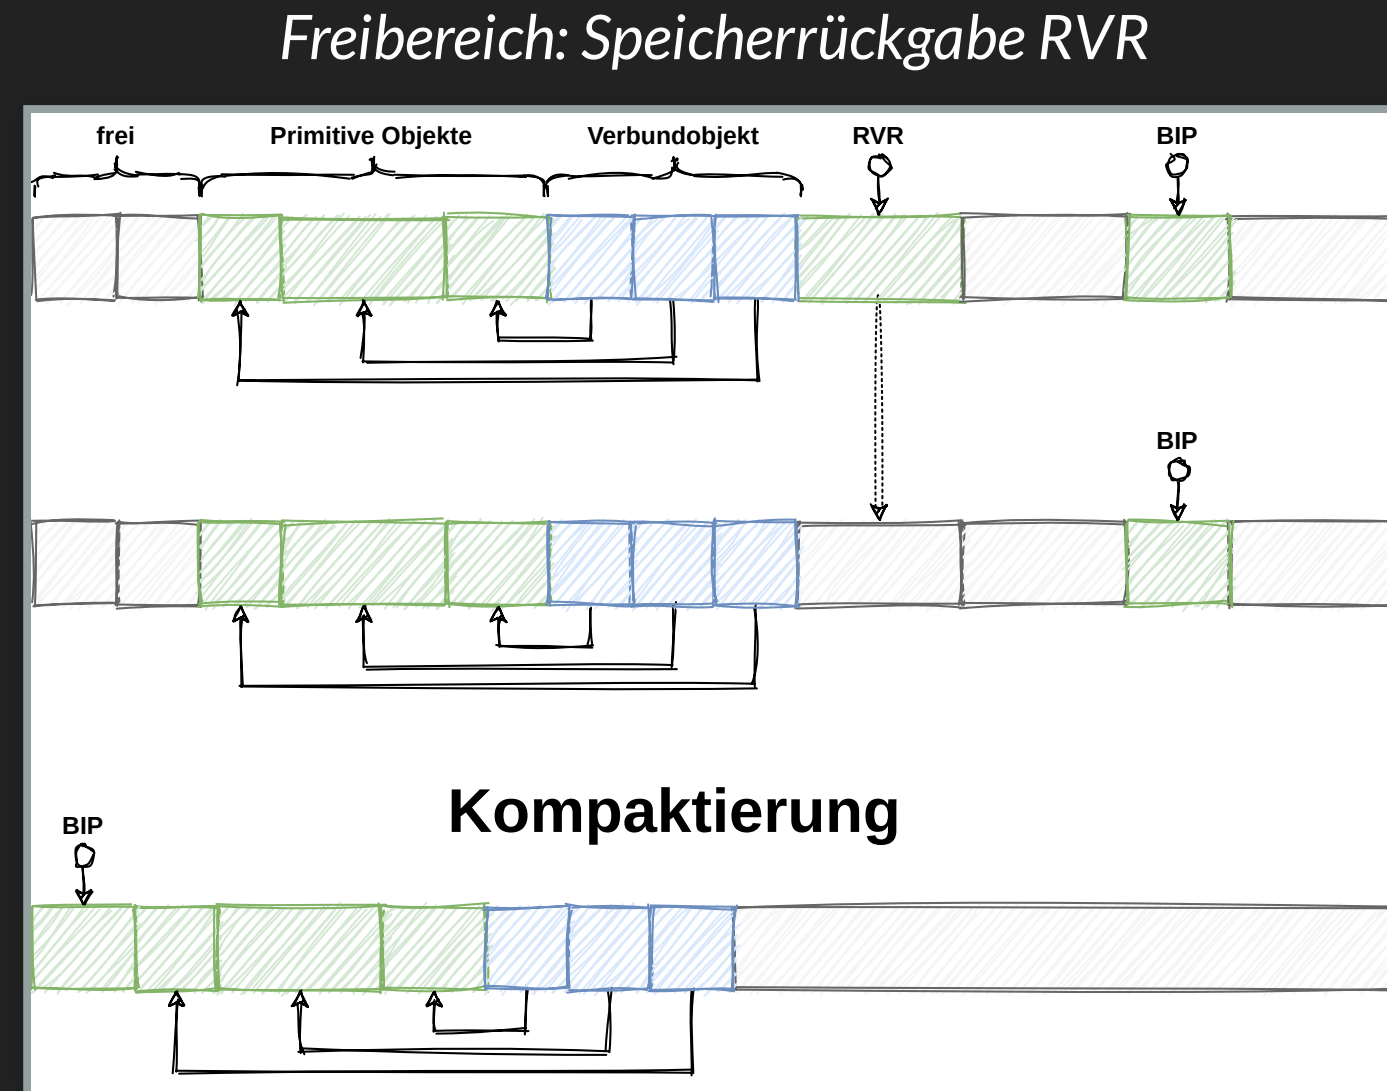 Freibereich: Speicherrückgabe RVR
frei Primitive Objekte Verbundobjekt RVR BIP
BIP
Kompaktierung
BIP